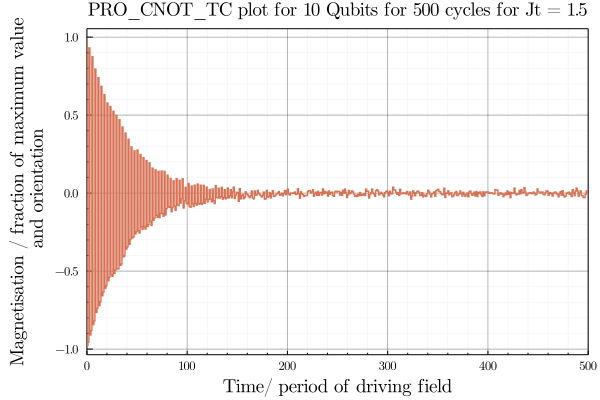 PRO_CNOT_TC plot for 10 Qubits for 500 cycles for Jt = 1.5
Magnetisation / fraction of maximum value
and orientation
1.0
0.5
0.0
−0.5
−1.0
0 100 200 300 400 500
Time/ period of driving field